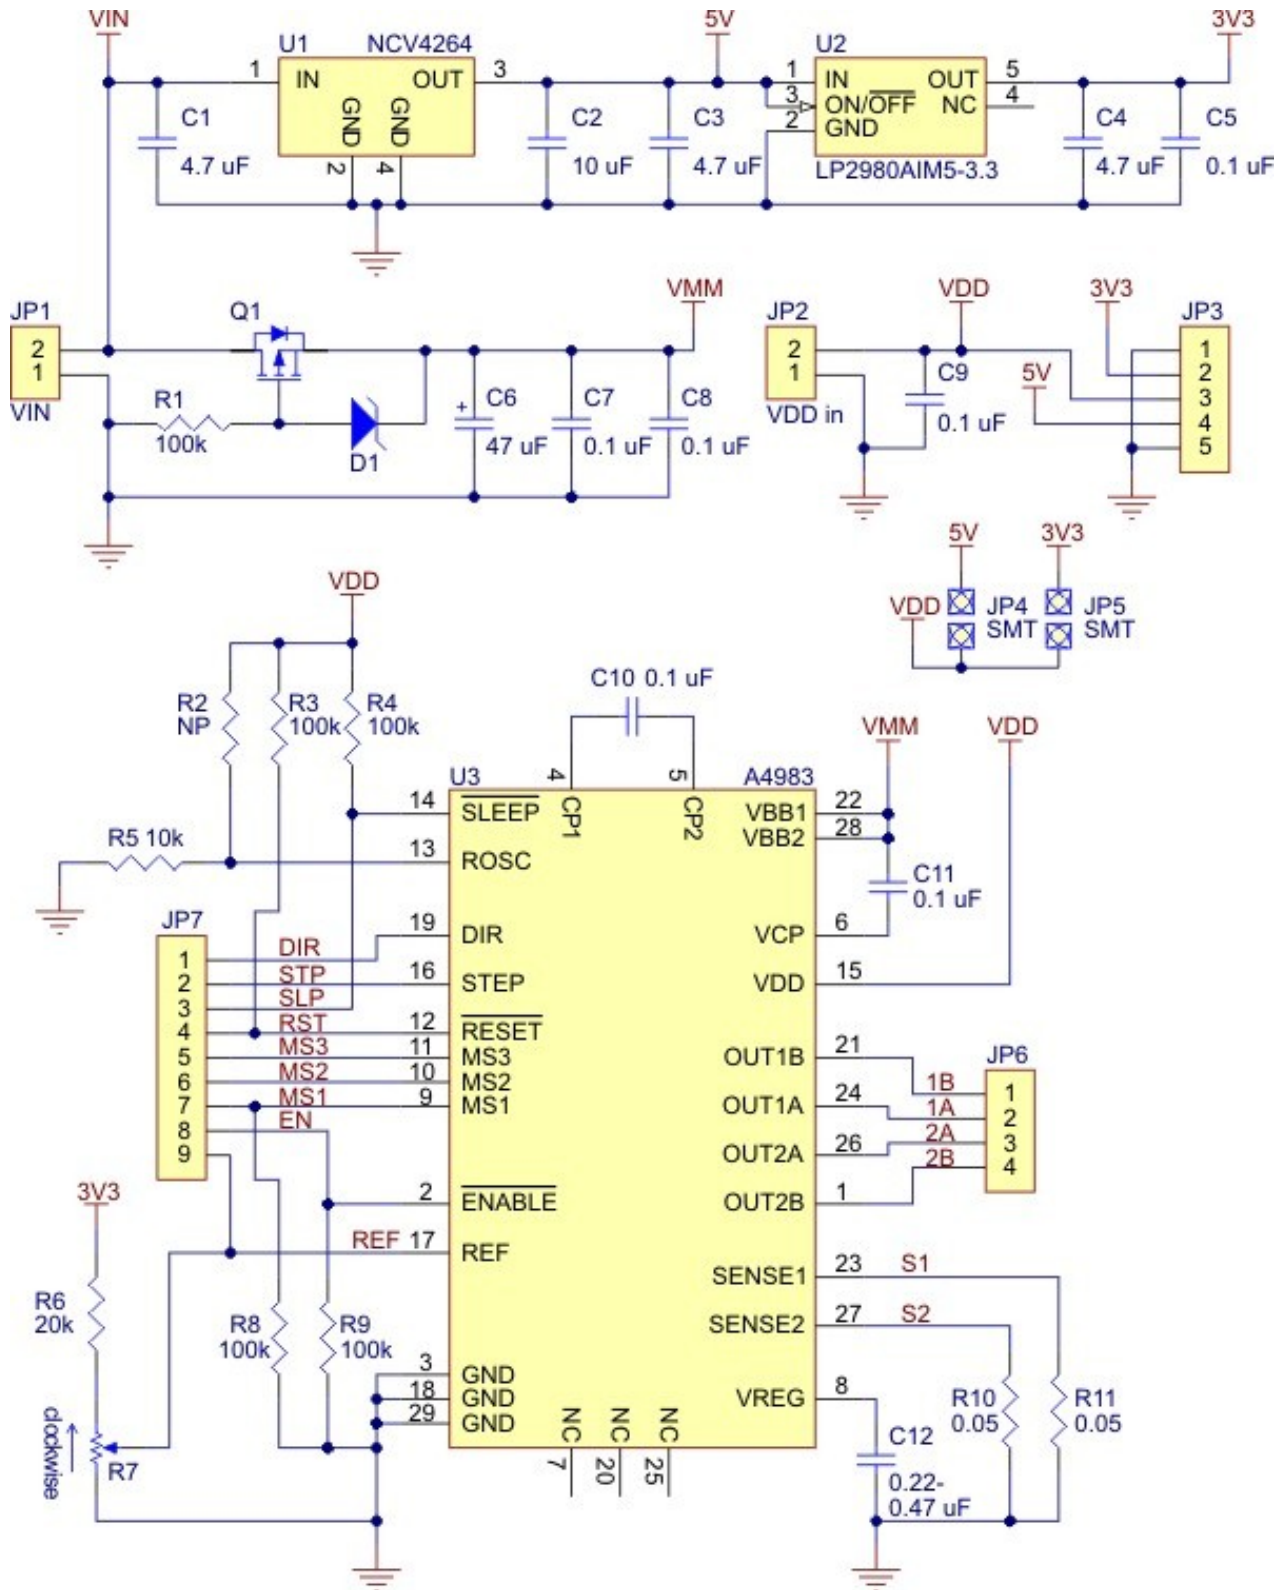 VIN
5V
3V3
U1
NCV4264
1
IN
OUT
3
GND
GND
2
4
C1
4.7 uF
C2
10 uF
C3
4.7 uF
U2
1
IN
OUT
5
3
ON/OFF
NC
4
2
GND
LP2980AIM5-3.3
C4
4.7 uF
C5
0.1 uF
JP1
2
1
VIN
Q1
R1
100k
D1
VMM
C6
+
47 uF
C7
0.1 uF
C8
0.1 uF
JP2
2
1
VDD in
VDD
C9
0.1 uF
3V3
5V
JP3
1
2
3
4
5
5V
3V3
VDD
JP4
SMT
JP5
SMT
VDD
R2
NP
R3
100k
R4
100k
C10 0.1 uF
R5 10k
U3
A4983
4
CP1
5
CP2
14
SLEEP
13
ROSC
19
DIR
16
STEP
12
RESET
11
MS3
10
MS2
9
MS1
2
ENABLE
REF 17
REF
3
GND
18
GND
29
GND
NC
7
NC
20
NC
25
VMM
VDD
VBB1
22
VBB2
28
C11
0.1 uF
VCP
6
VDD
15
OUT1B
21
OUT1A
24
OUT2A
26
OUT2B
1
SENSE1
23
S1
SENSE2
27
S2
VREG
8
JP6
1B
1
1A
2
2A
3
2B
4
JP7
1
DIR
2
STP
3
SLP
4
RST
5
MS3
6
MS2
7
MS1
8
EN
9
3V3
R6
20k
clockwise
R7
R8
100k
R9
100k
R10
0.05
R11
0.05
C12
0.22-
0.47 uF